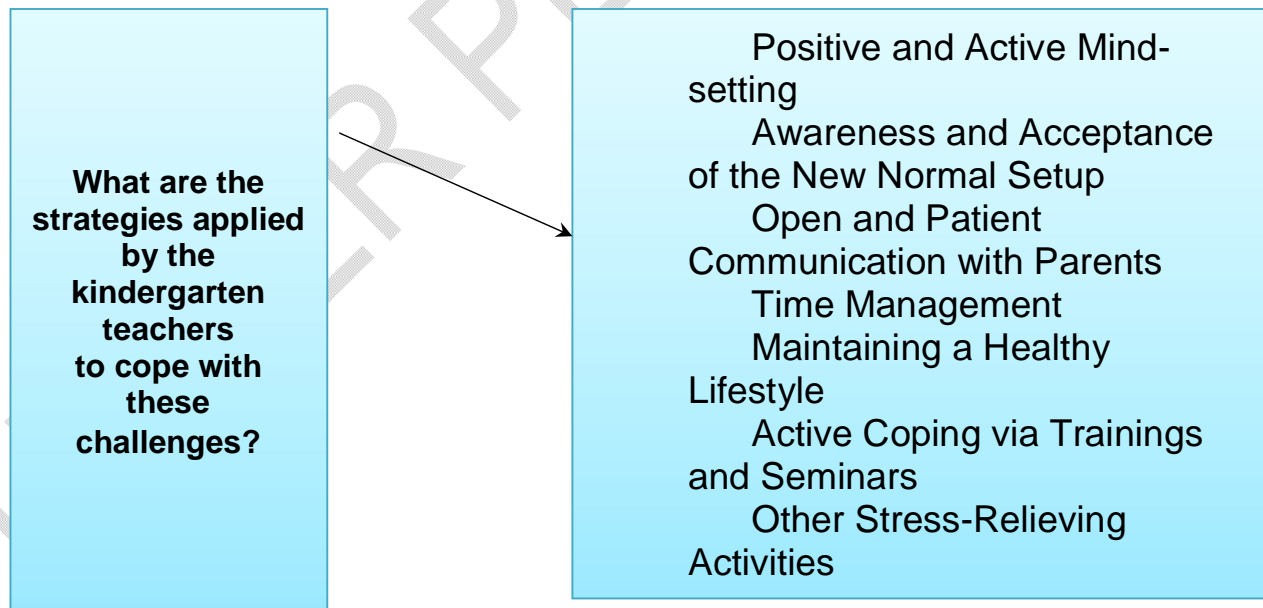 What are the
strategies applied
by the
kindergarten
teachers
to cope with
these
challenges?
Positive and Active Mind-
setting
Awareness and Acceptance
of the New Normal Setup
Open and Patient
Communication with Parents
Time Management
Maintaining a Healthy
Lifestyle
Active Coping via Trainings
and Seminars
Other Stress-Relieving
Activities